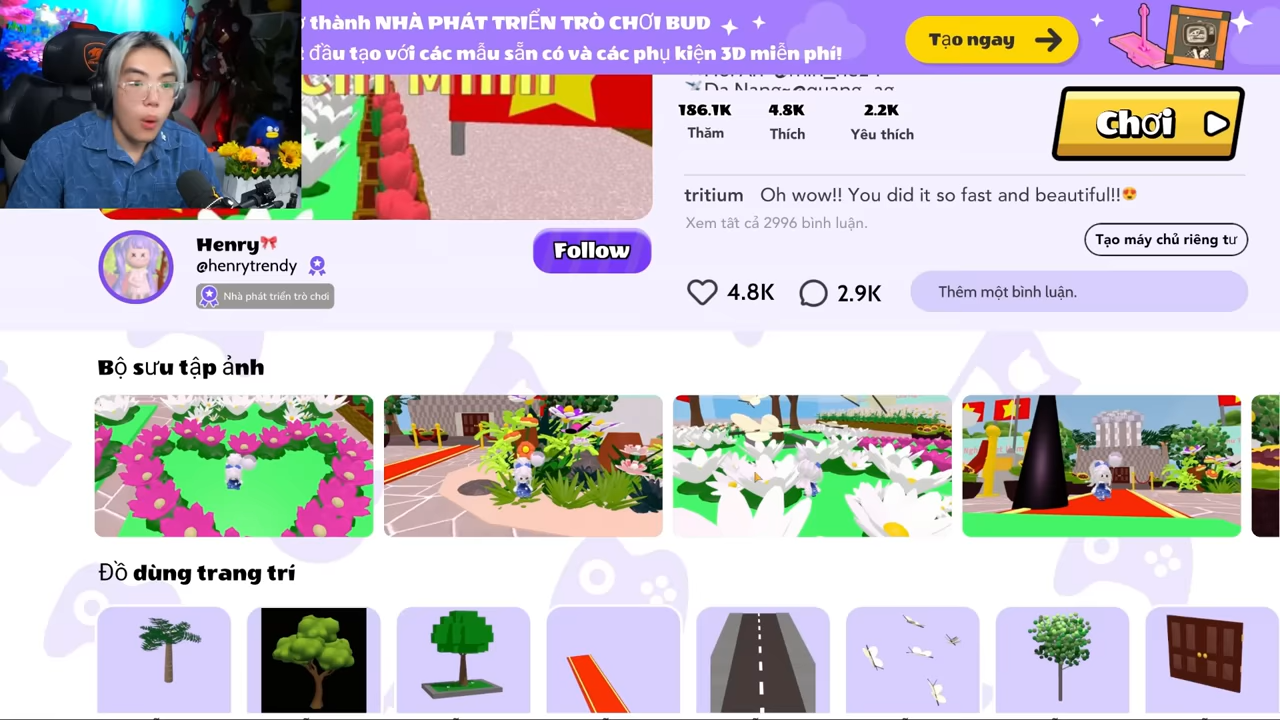 thành NHÀ PHÁT TRIỂN TRÒ CHƠI BUD
đầu tạo với các mẫu sẵn có và các phụ kiện 3D miễn phí!
Tạo ngay
Chí Minh
186.1K
4.8K
2.2K
Thăm
Thích
Yêu thích
Chơi
tritium Oh wow!! You did it so fast and beautiful!!😍
Xem tất cả 2996 bình luận.
Tạo máy chủ riêng tư
Henry🎀
@henrytrendy
Nhà phát triển trò chơi
Follow
4.8K
2.9K
Thêm một bình luận.
Bộ sưu tập ảnh
Đồ dùng trang trí